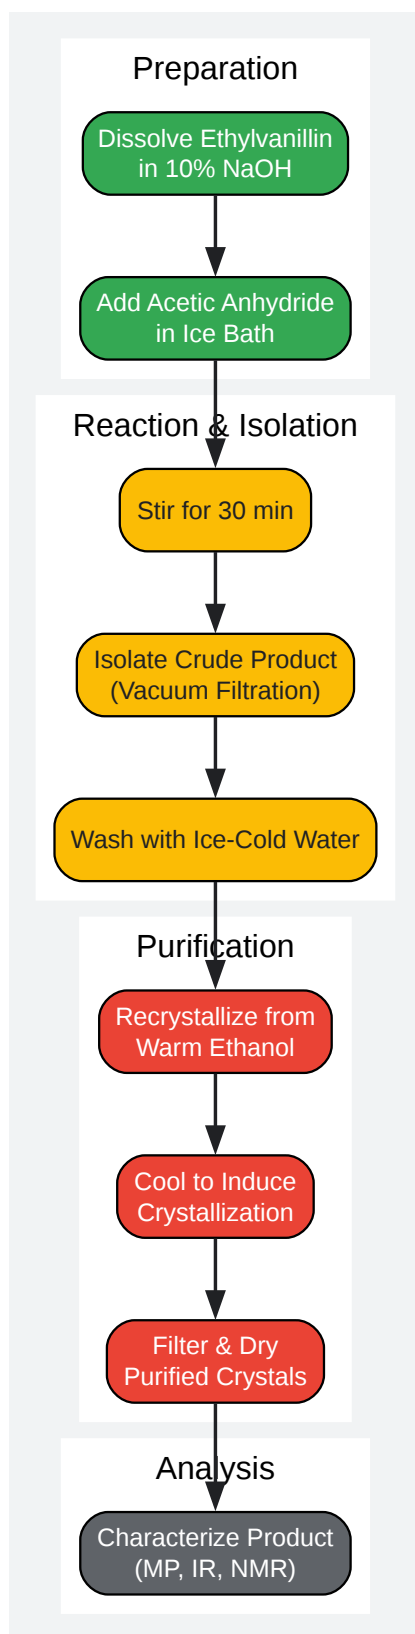 Preparation
Dissolve Ethylvanillin
in 10% NaOH
Add Acetic Anhydride
in Ice Bath
Reaction & Isolation
Stir for 30 min
Isolate Crude Product
(Vacuum Filtration)
Wash with Ice-Cold Water
Purification
Recrystallize from
Warm Ethanol
Cool to Induce
Crystallization
Filter & Dry
Purified Crystals
Analysis
Characterize Product
(MP, IR, NMR)